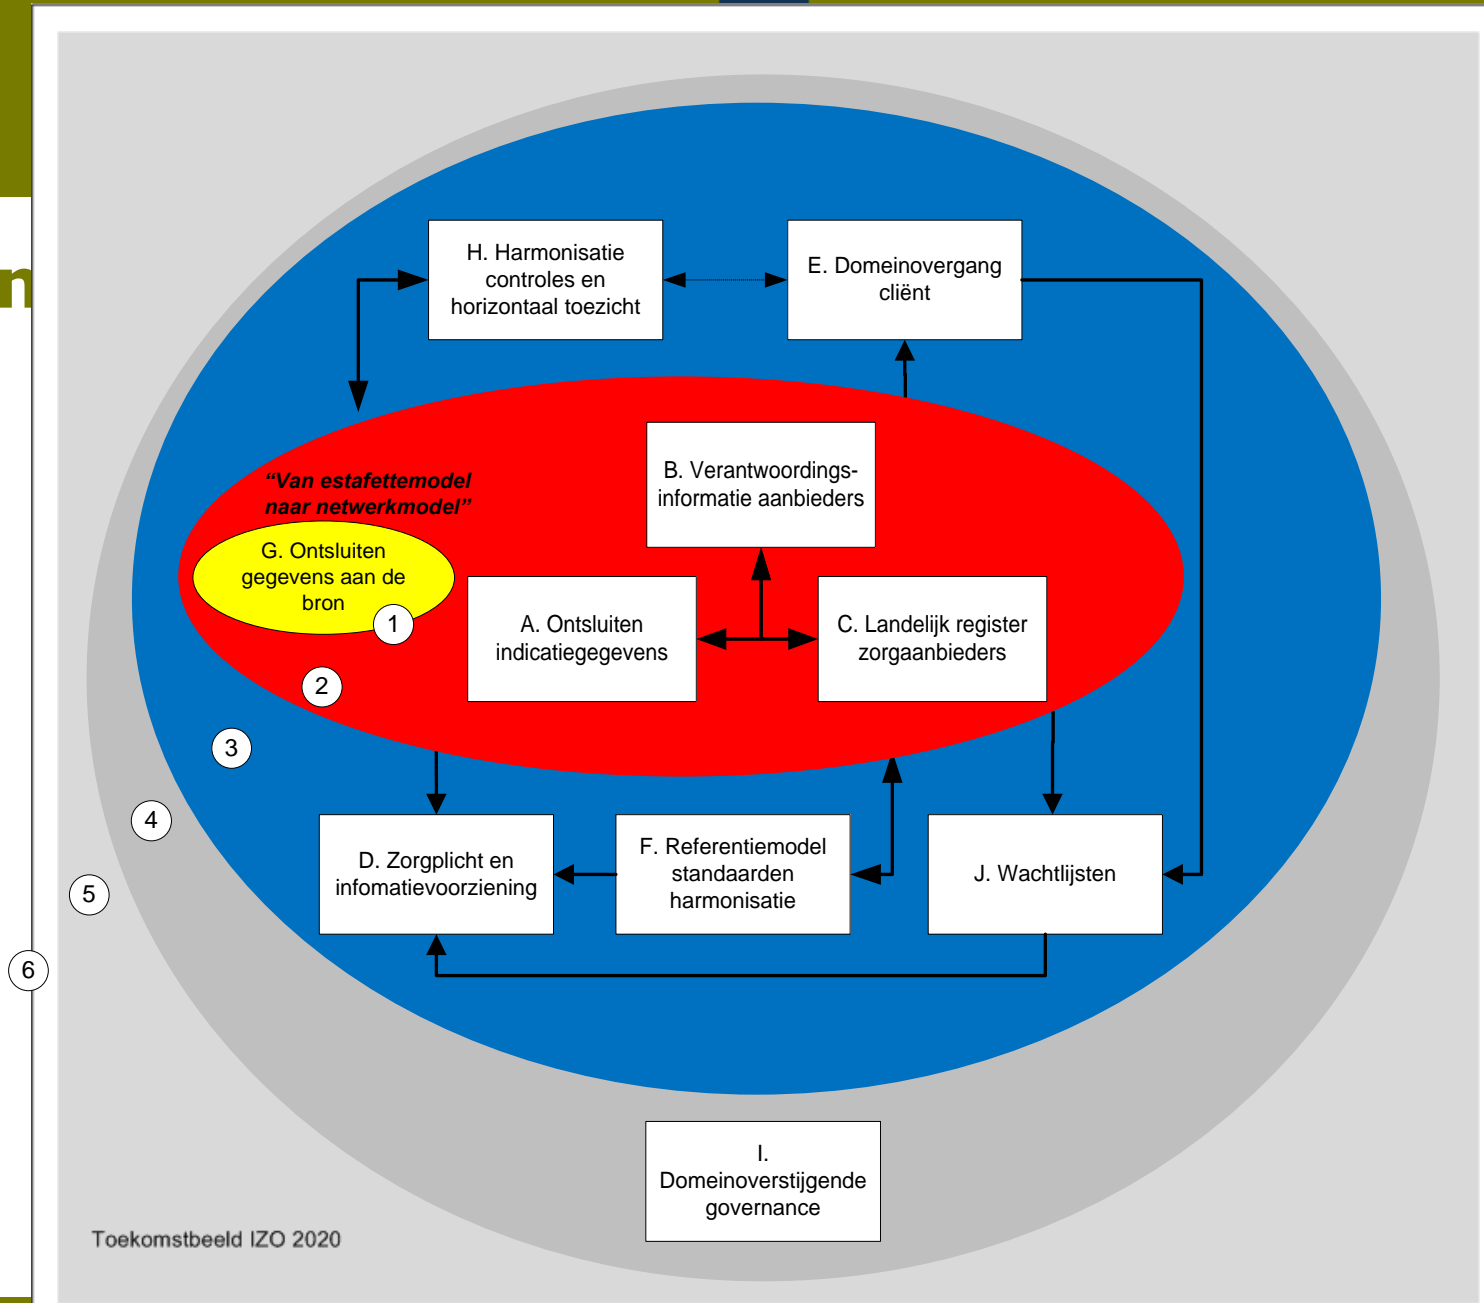 H. Harmonisatie
controles en
horizontaal toezicht
E. Domeinovergang
cliënt
n
“Van estafettemodel
naar netwerkmodel”
B. Verantwoordings-
informatie aanbieders
G. Ontsluiten
gegevens aan de
bron
1
A. Ontsluiten
indicatiegegevens
C. Landelijk register
zorgaanbieders
2
3
4
5
6
D. Zorgplicht en
infomatievoorziening
F. Referentiemodel
standaarden
harmonisatie
J. Wachtlijsten
I.
Domeinoverstijgende
governance
Toekomstbeeld IZO 2020